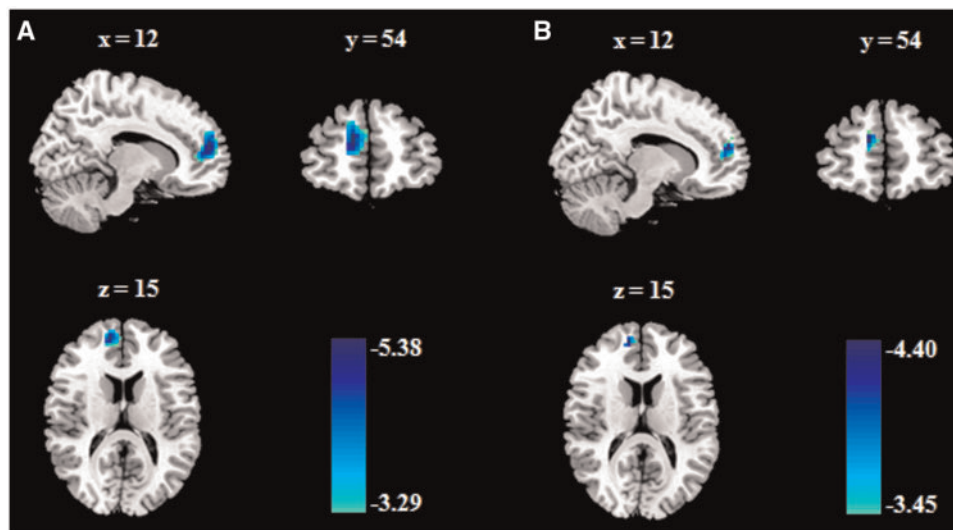 A
x = 12
y = 54
z = 15
-5.38
-3.29
B
x = 12
y = 54
z = 15
-4.40
-3.45